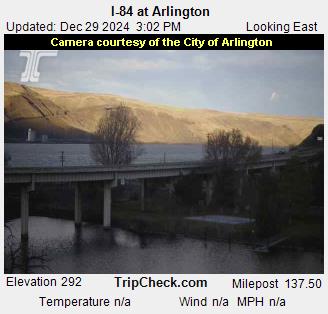 I-84 at Arlington
Updated: Dec 29 2024 3:02 PM Looking East
Camera courtesy of the City of Arlington
Elevation 292 TripCheck.com Milepost 137.50
Temperature n/a Wind n/a MPH n/a